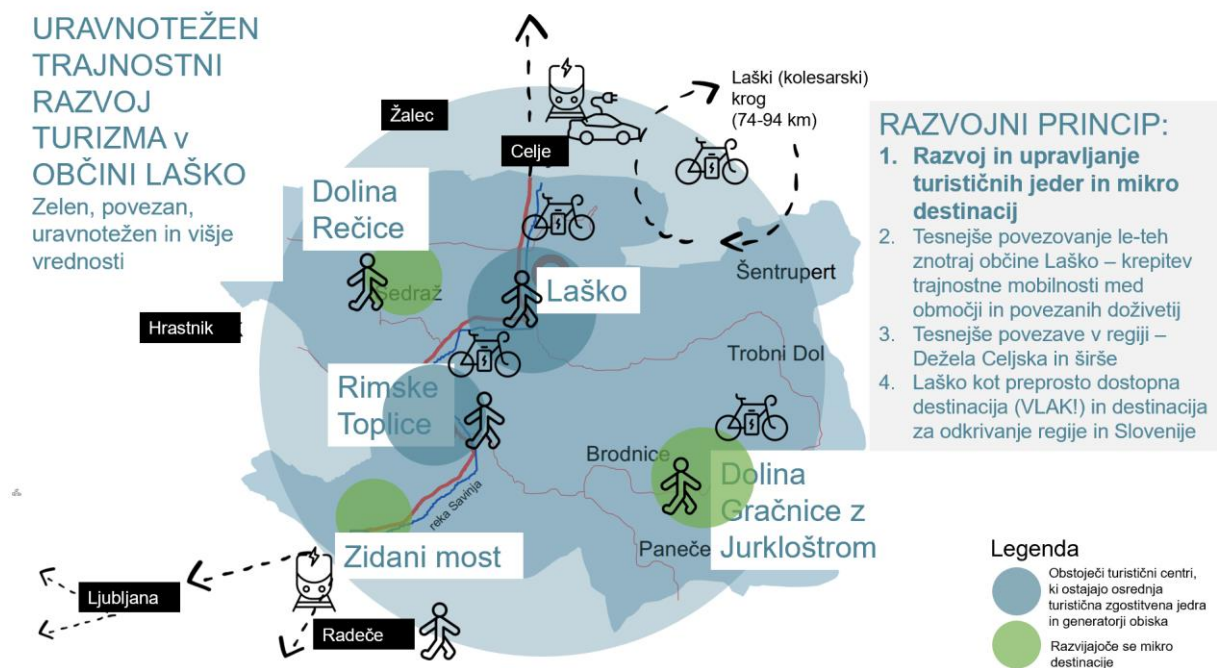 URAVNOTEŽEN
TRAJNOSTNI
RAZVOJ
TURIZMA v
OBČINI LAŠKO
Zelen, povezan,
uravnotežen in višje
vrednosti
Žalec
Celje
Laški (kolesarski)
krog
(74-94 km)
Dolina
Rečice
Sedraž
Laško
Šentrupert
Hrastnik
Trobni Dol
Rimske
Toplice
Brodnice
Dolina
Gračnice z
Jurkloštrom
Paneče
reka Savinja
Zidani most
Ljubljana
Radeče
RAZVOJNI PRINCIP:
1. Razvoj in upravljanje
turističnih jeder in mikro
destinacij
2. Tesnejše povezovanje le-teh
znotraj občine Laško – krepitev
trajnostne mobilnosti med
območji in povezanih doživetij
3. Tesnejše povezave v regiji –
Dežela Celjska in širše
4. Laško kot preprosto dostopna
destinacija (VLAK!) in destinacija
za odkrivanje regije in Slovenije
Legenda
Obstoječi turistični centri,
ki ostajajo osrednja
turistična zgostitvena jedra
in generatorji obiska
Razvijajoče se mikro
destinacije